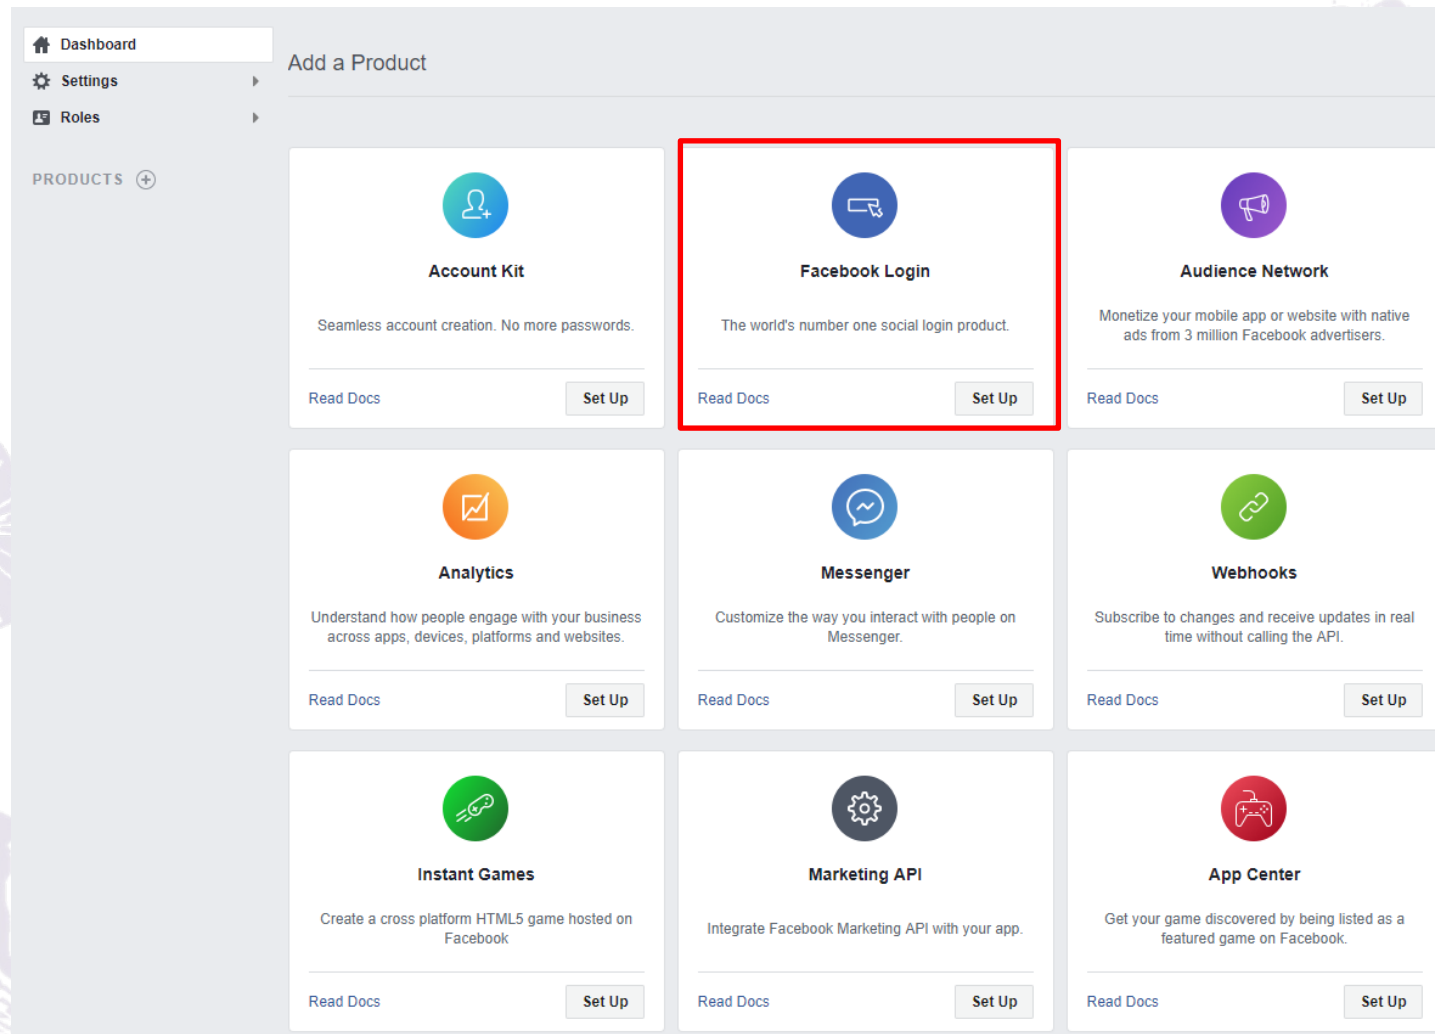 Dashboard
Settings
Roles
PRODUCTS
Add a Product
Account Kit
Seamless account creation. No more passwords.
Read Docs
Set Up
Facebook Login
The world's number one social login product.
Read Docs
Set Up
Audience Network
Monetize your mobile app or website with native
ads from 3 million Facebook advertisers.
Read Docs
Set Up
Analytics
Understand how people engage with your business
across apps, devices, platforms and websites.
Read Docs
Set Up
Messenger
Customize the way you interact with people on
Messenger.
Read Docs
Set Up
Webhooks
Subscribe to changes and receive updates in real
time without calling the API.
Read Docs
Set Up
Instant Games
Create a cross platform HTML5 game hosted on
Facebook
Read Docs
Set Up
Marketing API
Integrate Facebook Marketing API with your app.
Read Docs
Set Up
App Center
Get your game discovered by being listed as a
featured game on Facebook.
Read Docs
Set Up